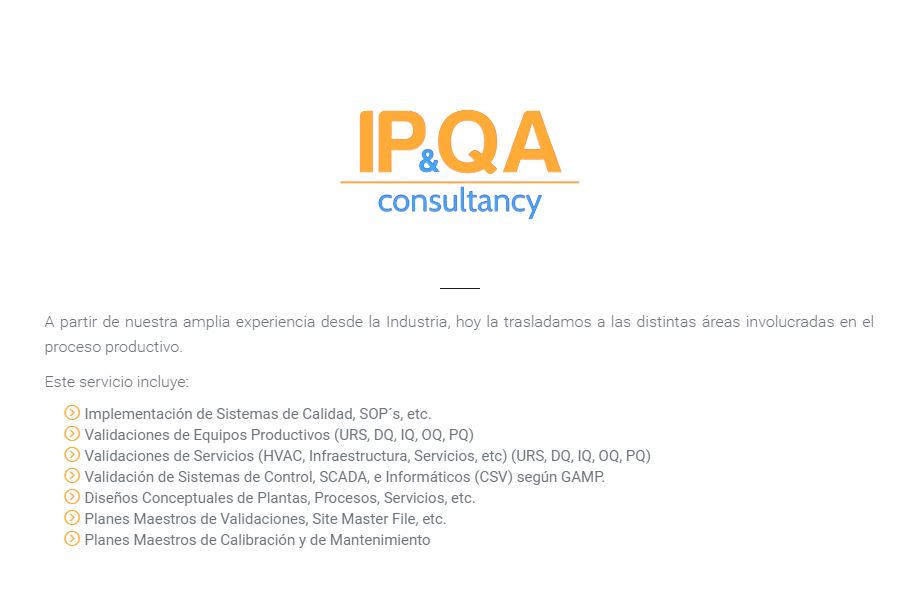 IP&QA
consultancy
A partir de nuestra amplia experiencia desde la Industria, hoy la trasladamos a las distintas áreas involucradas en el
proceso productivo.
Este servicio incluye:
Implementación de Sistemas de Calidad, SOP´s, etc.
Validaciones de Equipos Productivos (URS, DQ, IQ, OQ, PQ)
Validaciones de Servicios (HVAC, Infraestructura, Servicios, etc) (URS, DQ, IQ, OQ, PQ)
Validación de Sistemas de Control, SCADA, e Informáticos (CSV) según GAMP.
Diseños Conceptuales de Plantas, Procesos, Servicios, etc.
Planes Maestros de Validaciones, Site Master File, etc.
Planes Maestros de Calibración y de Mantenimiento